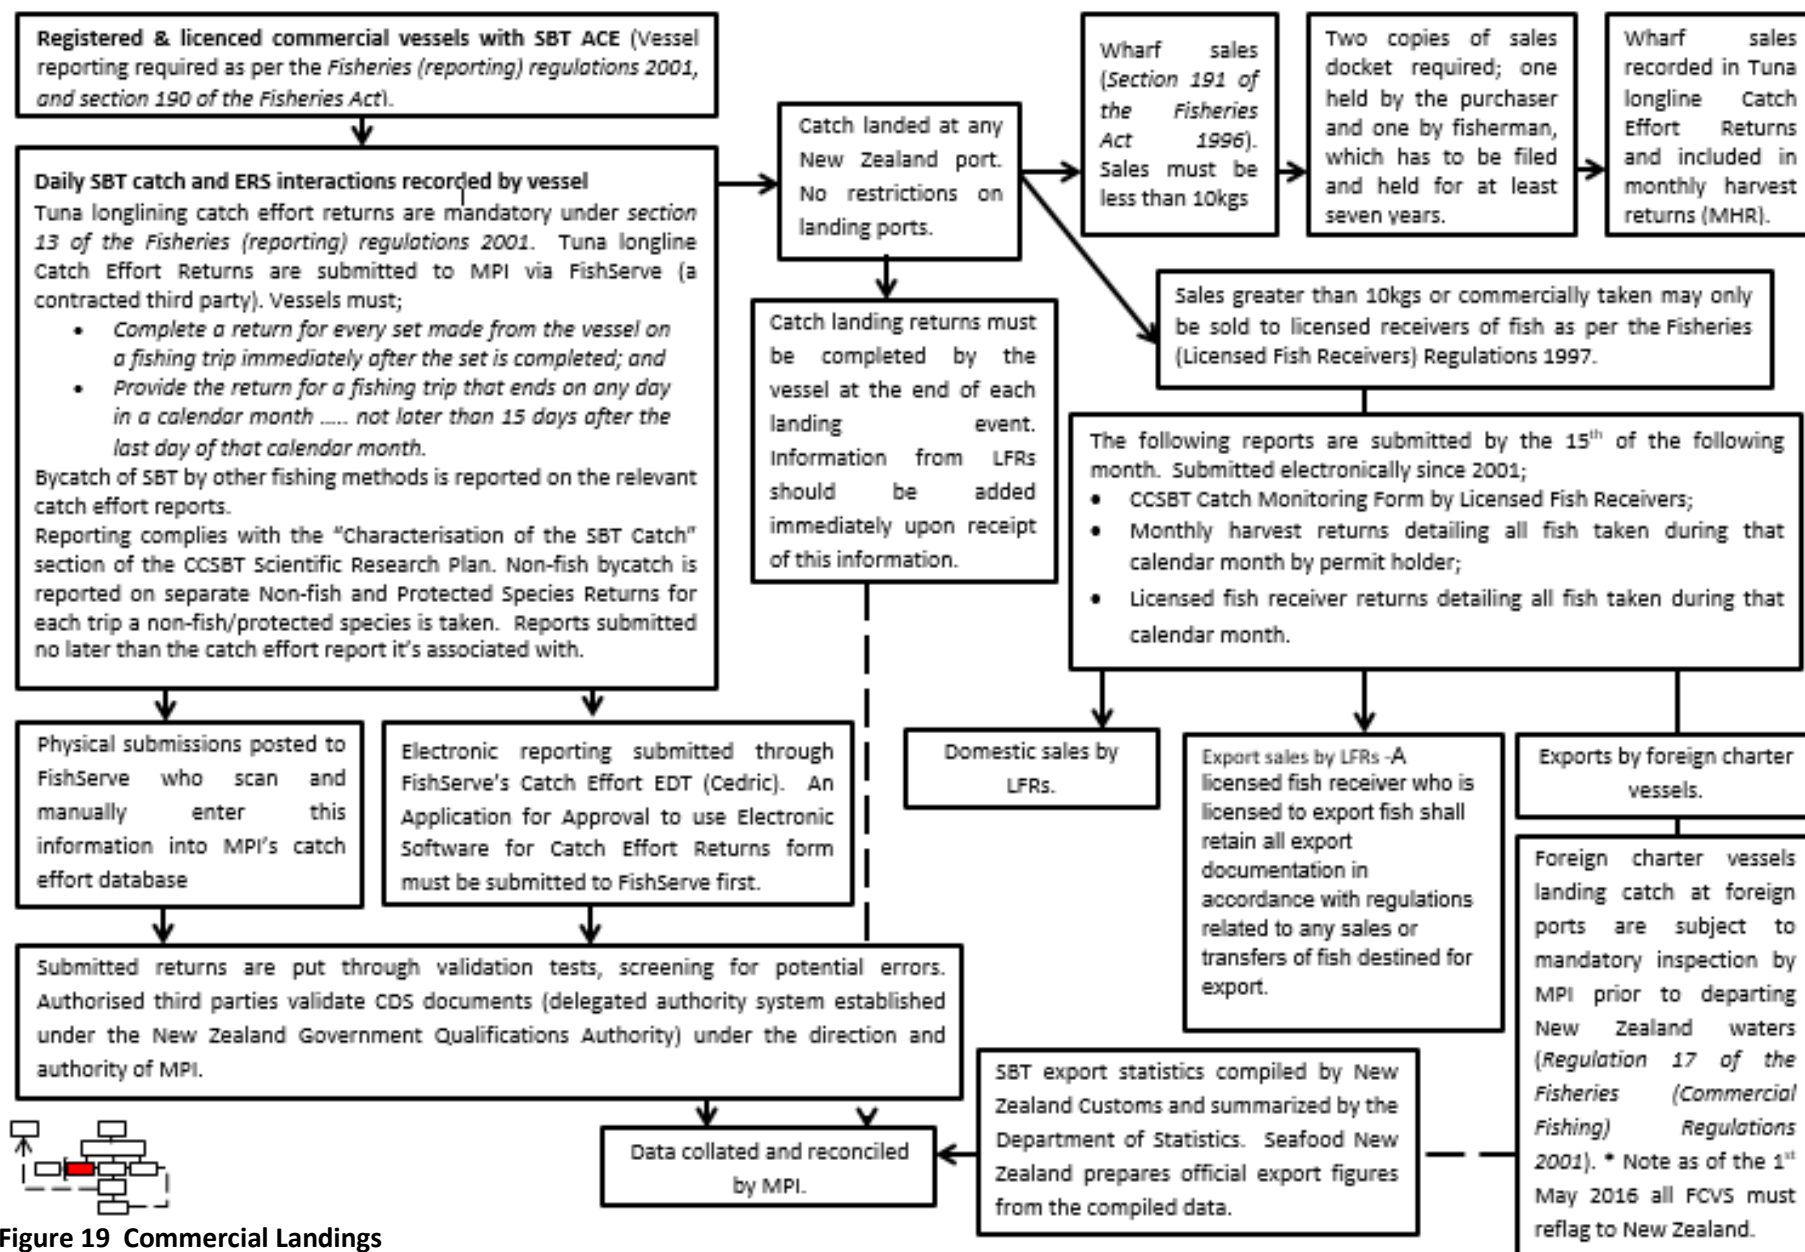 Registered & licenced commercial vessels with SBT ACE (Vessel
reporting required as per the Fisheries (reporting) regulations 2001,
and section 190 of the Fisheries Act).
Daily SBT catch and ERS interactions recorded by vessel
Tuna longlining catch effort returns are mandatory under section
13 of the Fisheries (reporting) regulations 2001. Tuna longline
Catch Effort Returns are submitted to MPI via FishServe (a
contracted third party). Vessels must;
• Complete a return for every set made from the vessel on
a fishing trip immediately after the set is completed; and
• Provide the return for a fishing trip that ends on any day
in a calendar month ..... not later than 15 days after the
last day of that calendar month.
Bycatch of SBT by other fishing methods is reported on the relevant
catch effort reports.
Reporting complies with the “Characterisation of the SBT Catch”
section of the CCSBT Scientific Research Plan. Non-fish bycatch is
reported on separate Non-fish and Protected Species Returns for
each trip a non-fish/protected species is taken. Reports submitted
no later than the catch effort report it’s associated with.
Catch landed at any
New Zealand port.
No restrictions on
landing ports.
Wharf sales
(Section 191 of
the Fisheries
Act 1996).
Sales must be
less than 10kgs
Two copies of sales
docket required; one
held by the purchaser
and one by fisherman,
which has to be filed
and held for at least
seven years.
Wharf sales
recorded in Tuna
longline Catch
Effort Returns
and included in
monthly harvest
returns (MHR).
Catch landing returns must
be completed by the
vessel at the end of each
landing event.
Information from LFRs
should be added
immediately upon receipt
of this information.
Sales greater than 10kgs or commercially taken may only
be sold to licensed receivers of fish as per the Fisheries
(Licensed Fish Receivers) Regulations 1997.
The following reports are submitted by the 15th of the following
month. Submitted electronically since 2001;
• CCSBT Catch Monitoring Form by Licensed Fish Receivers;
• Monthly harvest returns detailing all fish taken during that
calendar month by permit holder;
• Licensed fish receiver returns detailing all fish taken during that
calendar month.
Physical submissions posted to
FishServe who scan and
manually enter this
information into MPI’s catch
effort database
Electronic reporting submitted through
FishServe’s Catch Effort EDT (Cedric). An
Application for Approval to use Electronic
Software for Catch Effort Returns form
must be submitted to FishServe first.
Domestic sales by
LFRs.
Export sales by LFRs -A
licensed fish receiver who is
licensed to export fish shall
retain all export
documentation in
accordance with regulations
related to any sales or
transfers of fish destined for
export.
Exports by foreign charter
vessels.
Foreign charter vessels
landing catch at foreign
ports are subject to
mandatory inspection by
MPI prior to departing
New Zealand waters
(Regulation 17 of the
Fisheries (Commercial
Fishing) Regulations
2001). * Note as of the 1st
May 2016 all FCVS must
reflag to New Zealand.
Submitted returns are put through validation tests, screening for potential errors.
Authorised third parties validate CDS documents (delegated authority system established
under the New Zealand Government Qualifications Authority) under the direction and
authority of MPI.
SBT export statistics compiled by New
Zealand Customs and summarized by the
Department of Statistics. Seafood New
Zealand prepares official export figures
from the compiled data.
Data collated and reconciled
by MPI.
Figure 19 Commercial Landings